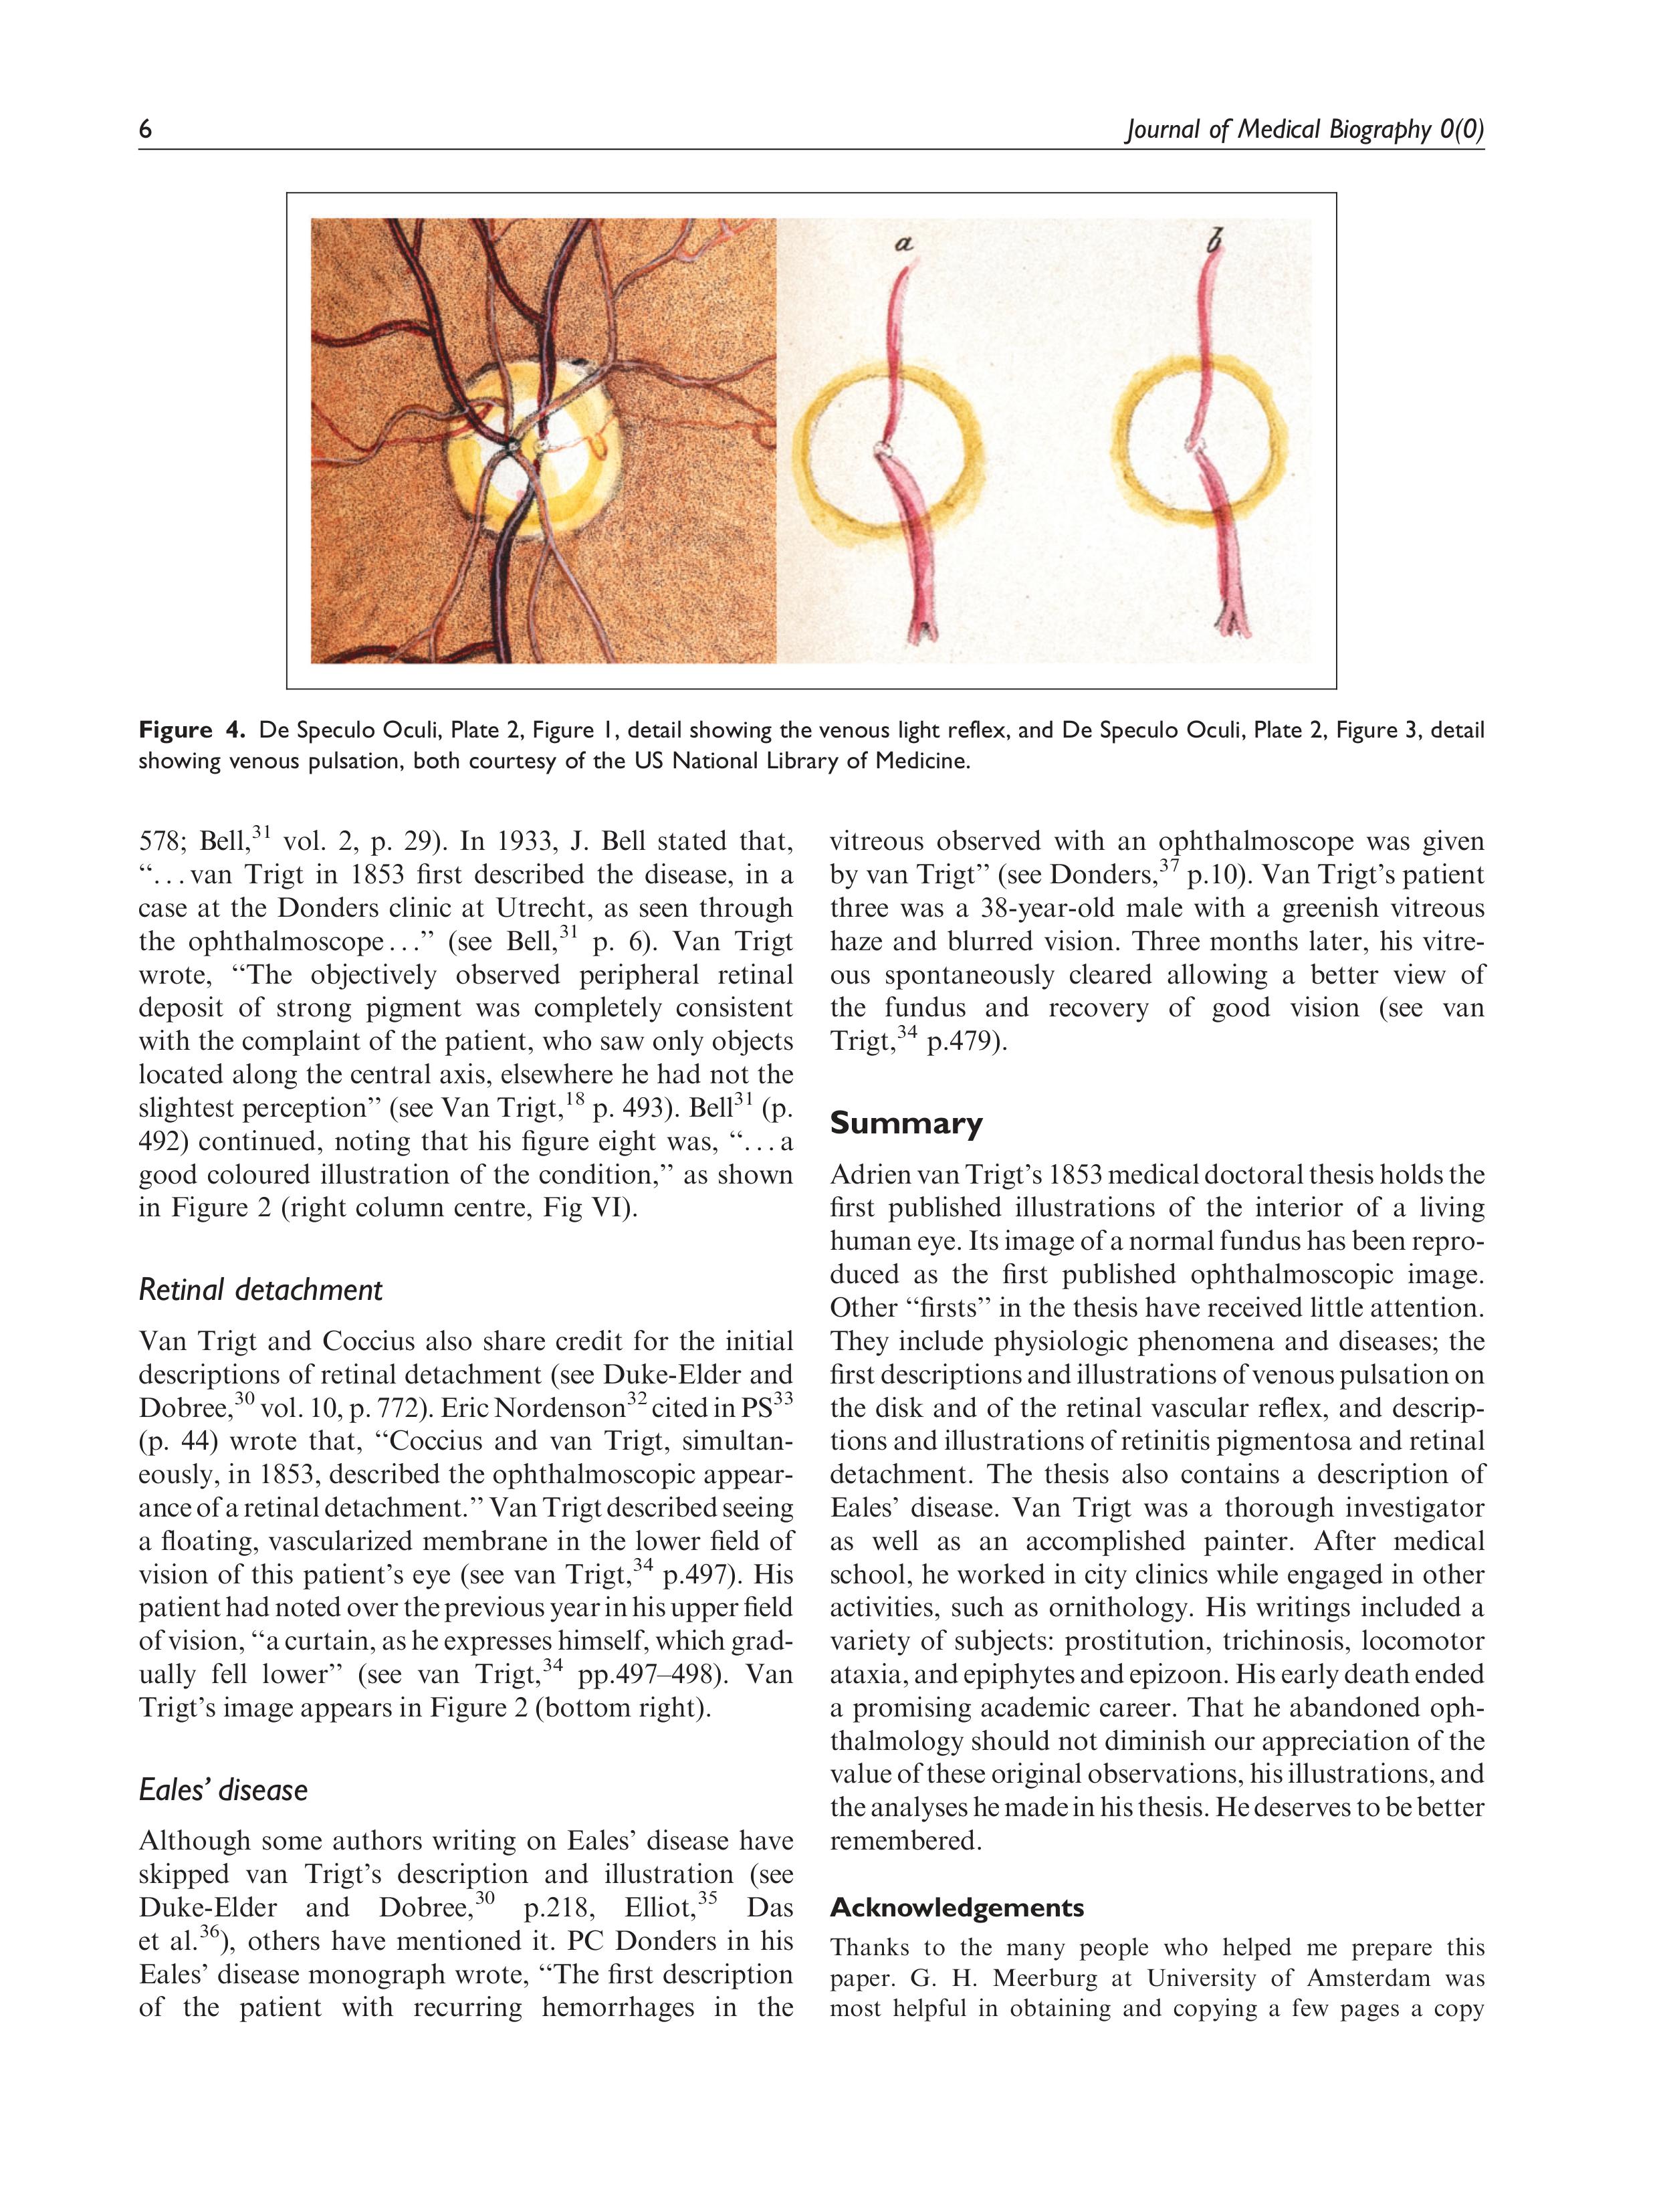 6
Journal of Medical Biography 0(0)
a
b
Figure 4. De Speculo Oculi, Plate 2, Figure 1, detail showing the venous light reflex, and De Speculo Oculi, Plate 2, Figure 3, detail
showing venous pulsation, both courtesy of the US National Library of Medicine.
578; Bell,31 vol. 2, p. 29). In 1933, J. Bell stated that,
“...van Trigt in 1853 first described the disease, in a
case at the Donders clinic at Utrecht, as seen through
the ophthalmoscope...” (see Bell,31 p. 6). Van Trigt
wrote, “The objectively observed peripheral retinal
deposit of strong pigment was completely consistent
with the complaint of the patient, who saw only objects
located along the central axis, elsewhere he had not the
slightest perception” (see Van Trigt,18 p. 493). Bell31 (p.
492) continued, noting that his figure eight was, “...a
good coloured illustration of the condition,” as shown
in Figure 2 (right column centre, Fig VI).
Retinal detachment
Van Trigt and Coccius also share credit for the initial
descriptions of retinal detachment (see Duke-Elder and
Dobree,30 vol. 10, p. 772). Eric Nordenson32 cited in PS33
(p. 44) wrote that, “Coccius and van Trigt, simultan-
eously, in 1853, described the ophthalmoscopic appear-
ance of a retinal detachment.” Van Trigt described seeing
a floating, vascularized membrane in the lower field of
vision of this patient’s eye (see van Trigt,34 p.497). His
patient had noted over the previous year in his upper field
of vision, “a curtain, as he expresses himself, which grad-
ually fell lower” (see van Trigt,34 pp.497–498). Van
Trigt’s image appears in Figure 2 (bottom right).
Eales’ disease
Although some authors writing on Eales’ disease have
skipped van Trigt’s description and illustration (see
Duke-Elder and Dobree,30 p.218, Elliot,35 Das
et al.36), others have mentioned it. PC Donders in his
Eales’ disease monograph wrote, “The first description
of the patient with recurring hemorrhages in the
vitreous observed with an ophthalmoscope was given
by van Trigt” (see Donders,37 p.10). Van Trigt’s patient
three was a 38-year-old male with a greenish vitreous
haze and blurred vision. Three months later, his vitre-
ous spontaneously cleared allowing a better view of
the fundus and recovery of good vision (see van
Trigt,34 p.479).
Summary
Adrien van Trigt’s 1853 medical doctoral thesis holds the
first published illustrations of the interior of a living
human eye. Its image of a normal fundus has been repro-
duced as the first published ophthalmoscopic image.
Other “firsts” in the thesis have received little attention.
They include physiologic phenomena and diseases; the
first descriptions and illustrations of venous pulsation on
the disk and of the retinal vascular reflex, and descrip-
tions and illustrations of retinitis pigmentosa and retinal
detachment. The thesis also contains a description of
Eales’ disease. Van Trigt was a thorough investigator
as well as an accomplished painter. After medical
school, he worked in city clinics while engaged in other
activities, such as ornithology. His writings included a
variety of subjects: prostitution, trichinosis, locomotor
ataxia, and epiphytes and epizoon. His early death ended
a promising academic career. That he abandoned oph-
thalmology should not diminish our appreciation of the
value of these original observations, his illustrations, and
the analyses he made in his thesis. He deserves to be better
remembered.
Acknowledgements
Thanks to the many people who helped me prepare this
paper. G. H. Meerburg at University of Amsterdam was
most helpful in obtaining and copying a few pages a copy